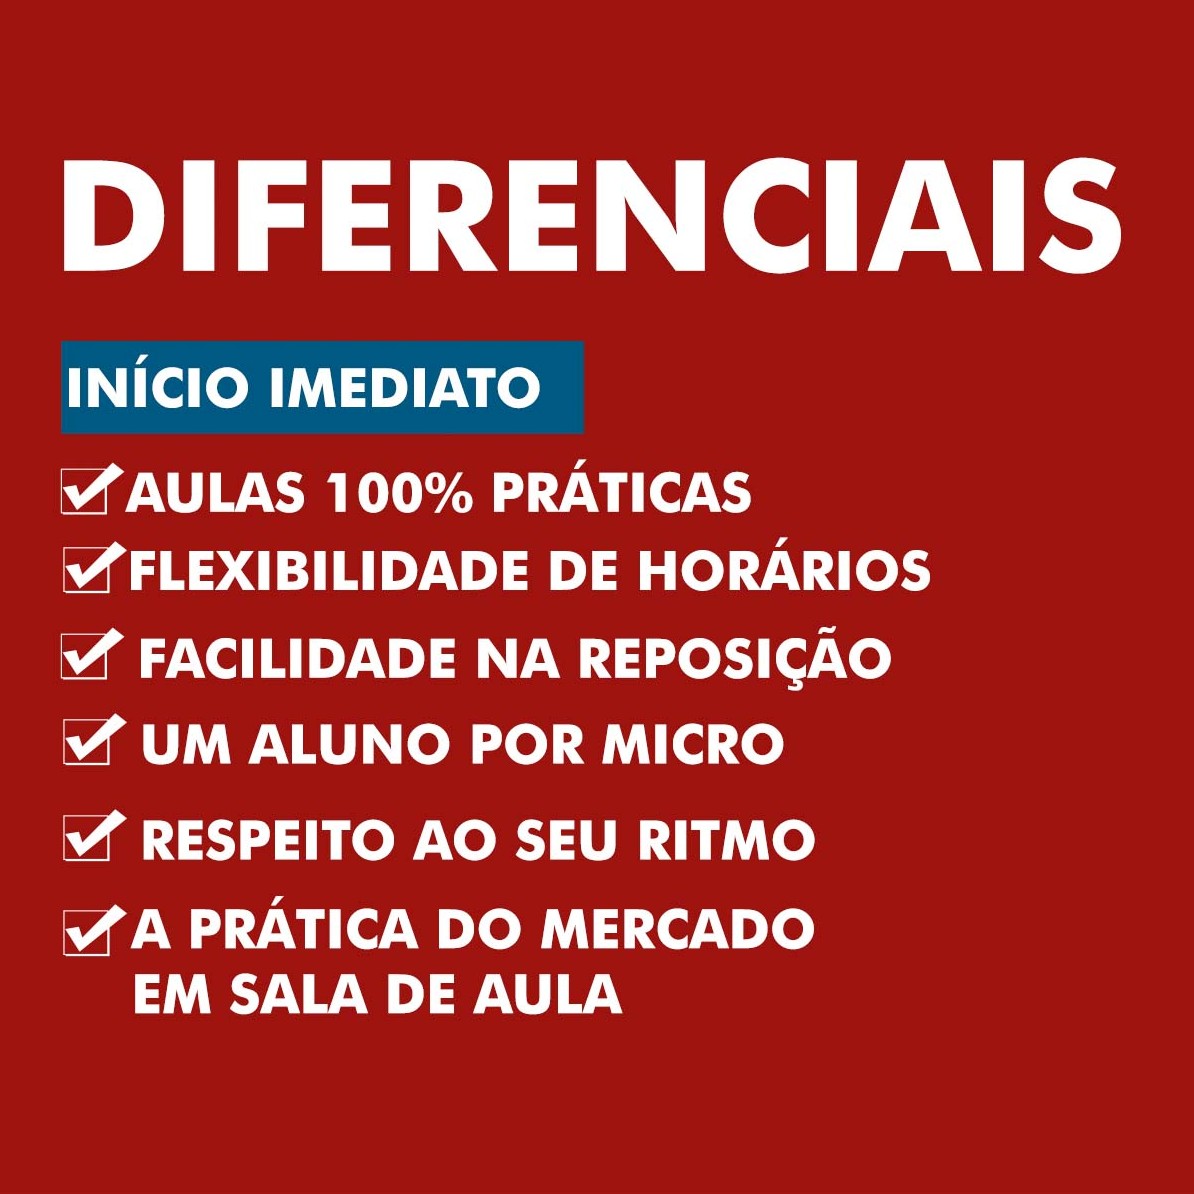 DIFERENCIAIS
INÍCIO IMEDIATO
AULAS 100% PRÁTICAS
FLEXIBILIDADE DE HORÁRIOS
FACILIDADE NA REPOSIÇÃO
UM ALUNO POR MICRO
RESPEITO AO SEU RITMO
A PRÁTICA DO MERCADO
EM SALA DE AULA